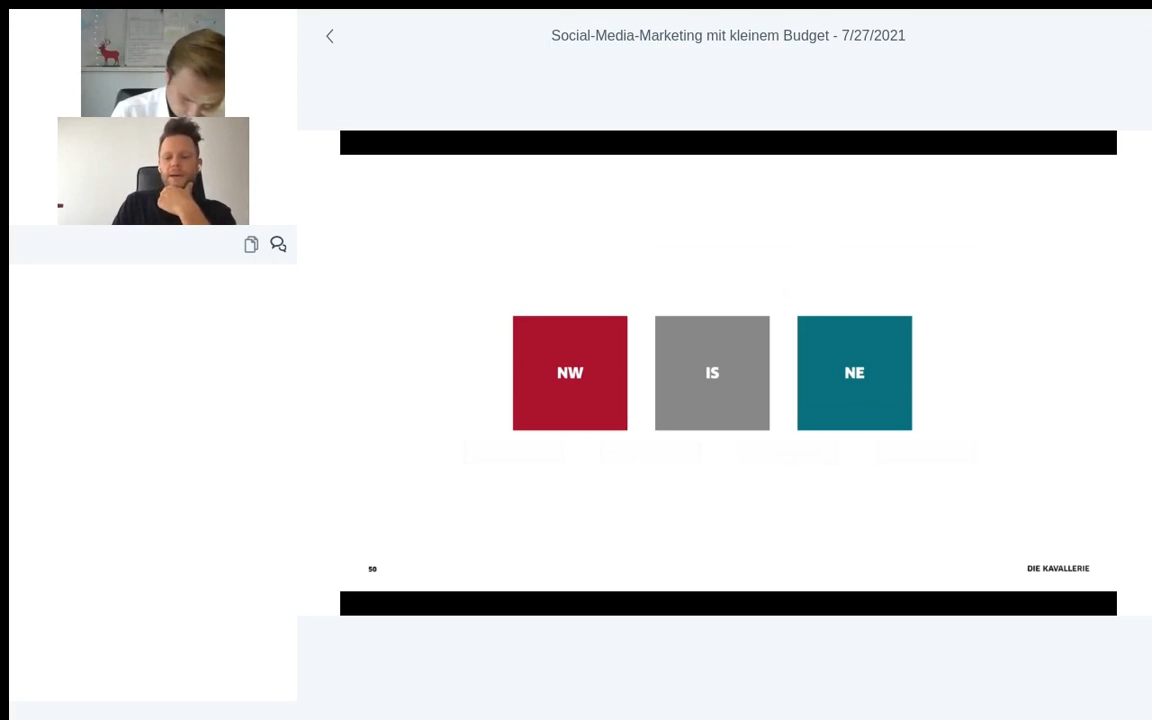 Social-Media-Marketing mit kleinem Budget - 7/27/2021
NW IS NE
50
DIE KAVALLERIE